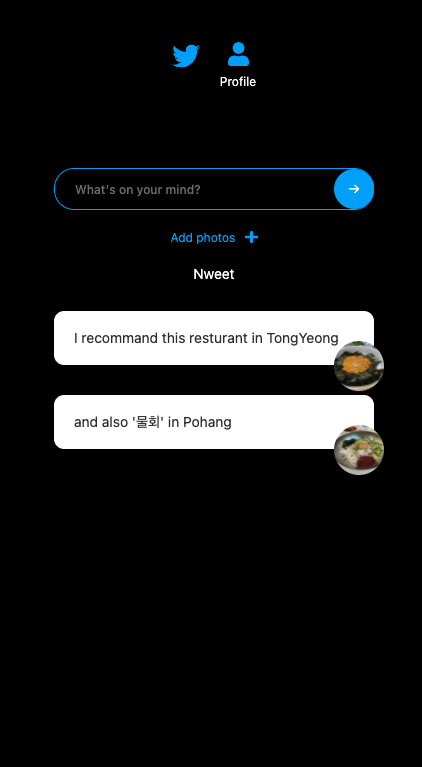 Profile
What's on your mind?
Add photos
Nweet
I recommand this resturant in TongYeong
and also '물회' in Pohang